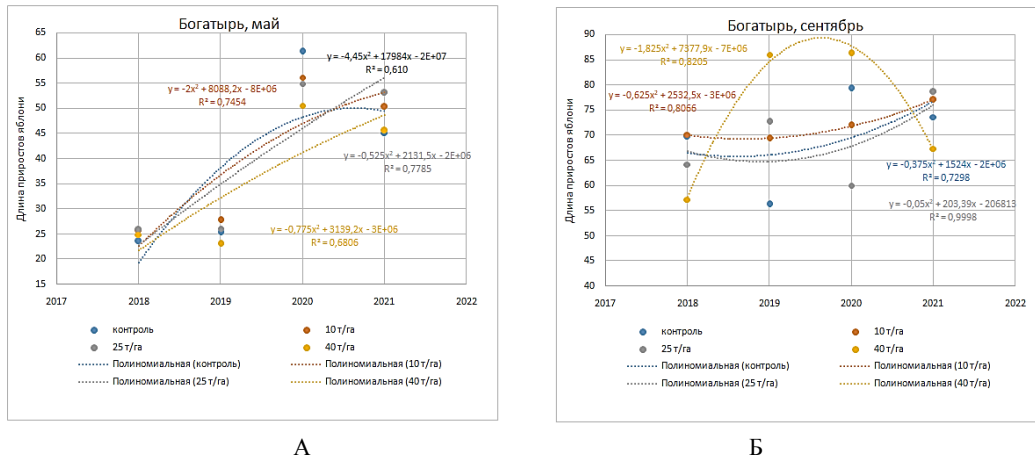 Богатырь, май
Длина приростов яблони
65
60
55
50
45
40
35
30
25
20
15
2017
2018
2019
2020
2021
2022
y = -4,45x² + 17984x - 2E+07
R² = 0,610
y = -2x² + 8088,2x - 8E+06
R² = 0,7454
y = -0,525x² + 2131,5x - 2E+06
R² = 0,7785
y = -0,775x² + 3139,2x - 3E+06
R² = 0,6806
контроль
10 т/га
25 т/га
40 т/га
Полиномиальная (контроль)
Полиномиальная (10 т/га)
Полиномиальная (25 т/га)
Полиномиальная (40 т/га)
А
Богатырь, сентябрь
Длина приростов яблони
90
85
80
75
70
65
60
55
50
45
40
2017
2018
2019
2020
2021
2022
y = -1,825x² + 7377,9x - 7E+06
R² = 0,8205
y = -0,625x² + 2532,5x - 3E+06
R² = 0,8066
y = -0,375x² + 1524x - 2E+06
R² = 0,7298
y = -0,05x² + 203,39x - 206813
R² = 0,9998
контроль
10 т/га
25 т/га
40 т/га
Полиномиальная (контроль)
Полиномиальная (10 т/га)
Полиномиальная (25 т/га)
Полиномиальная (40 т/га)
Б